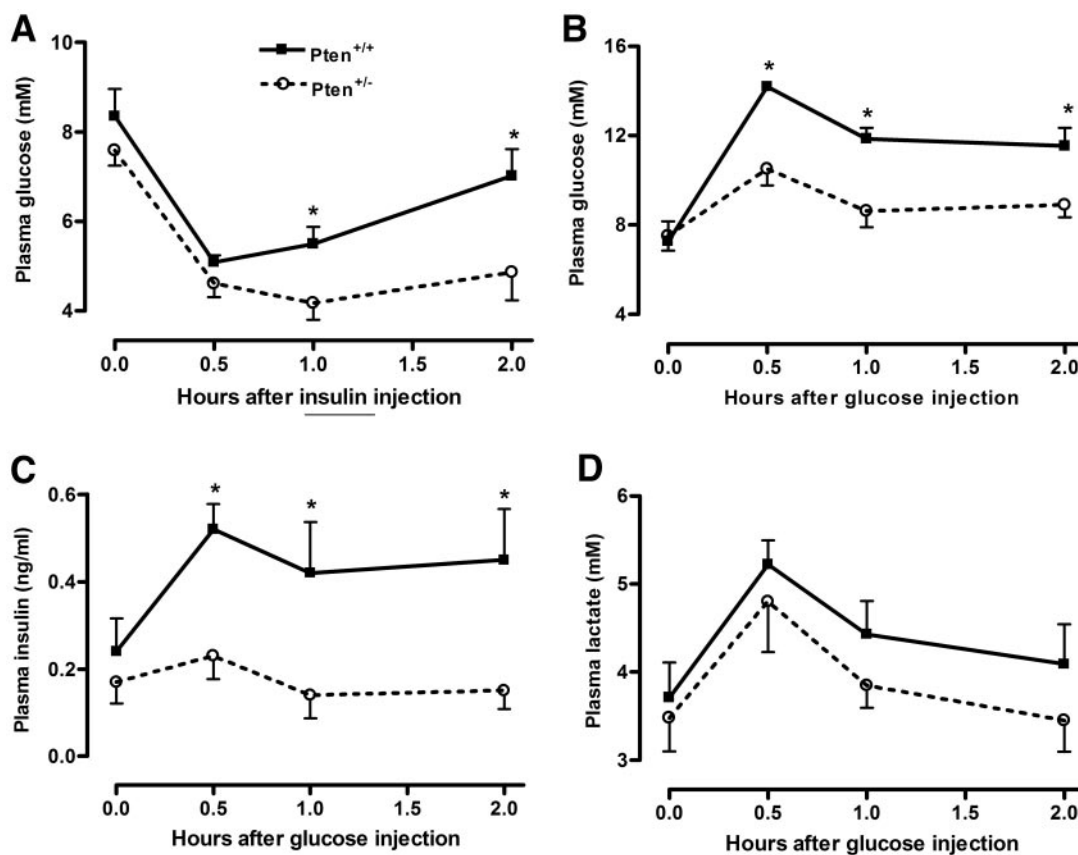 A
Plasma glucose (mM)
10
8
6
4
Pten+/+
Pten+/-
*
*
0.0 0.5 1.0 1.5 2.0
Hours after insulin injection
B
Plasma glucose (mM)
16
12
8
4
*
*
*
0.0 0.5 1.0 1.5 2.0
Hours after glucose injection
C
Plasma insulin (ng/ml)
0.6
0.4
0.2
0.0
*
*
*
0.0 0.5 1.0 1.5 2.0
Hours after glucose injection
D
Plasma lactate (mM)
6
5
4
3
0.0 0.5 1.0 1.5 2.0
Hours after glucose injection